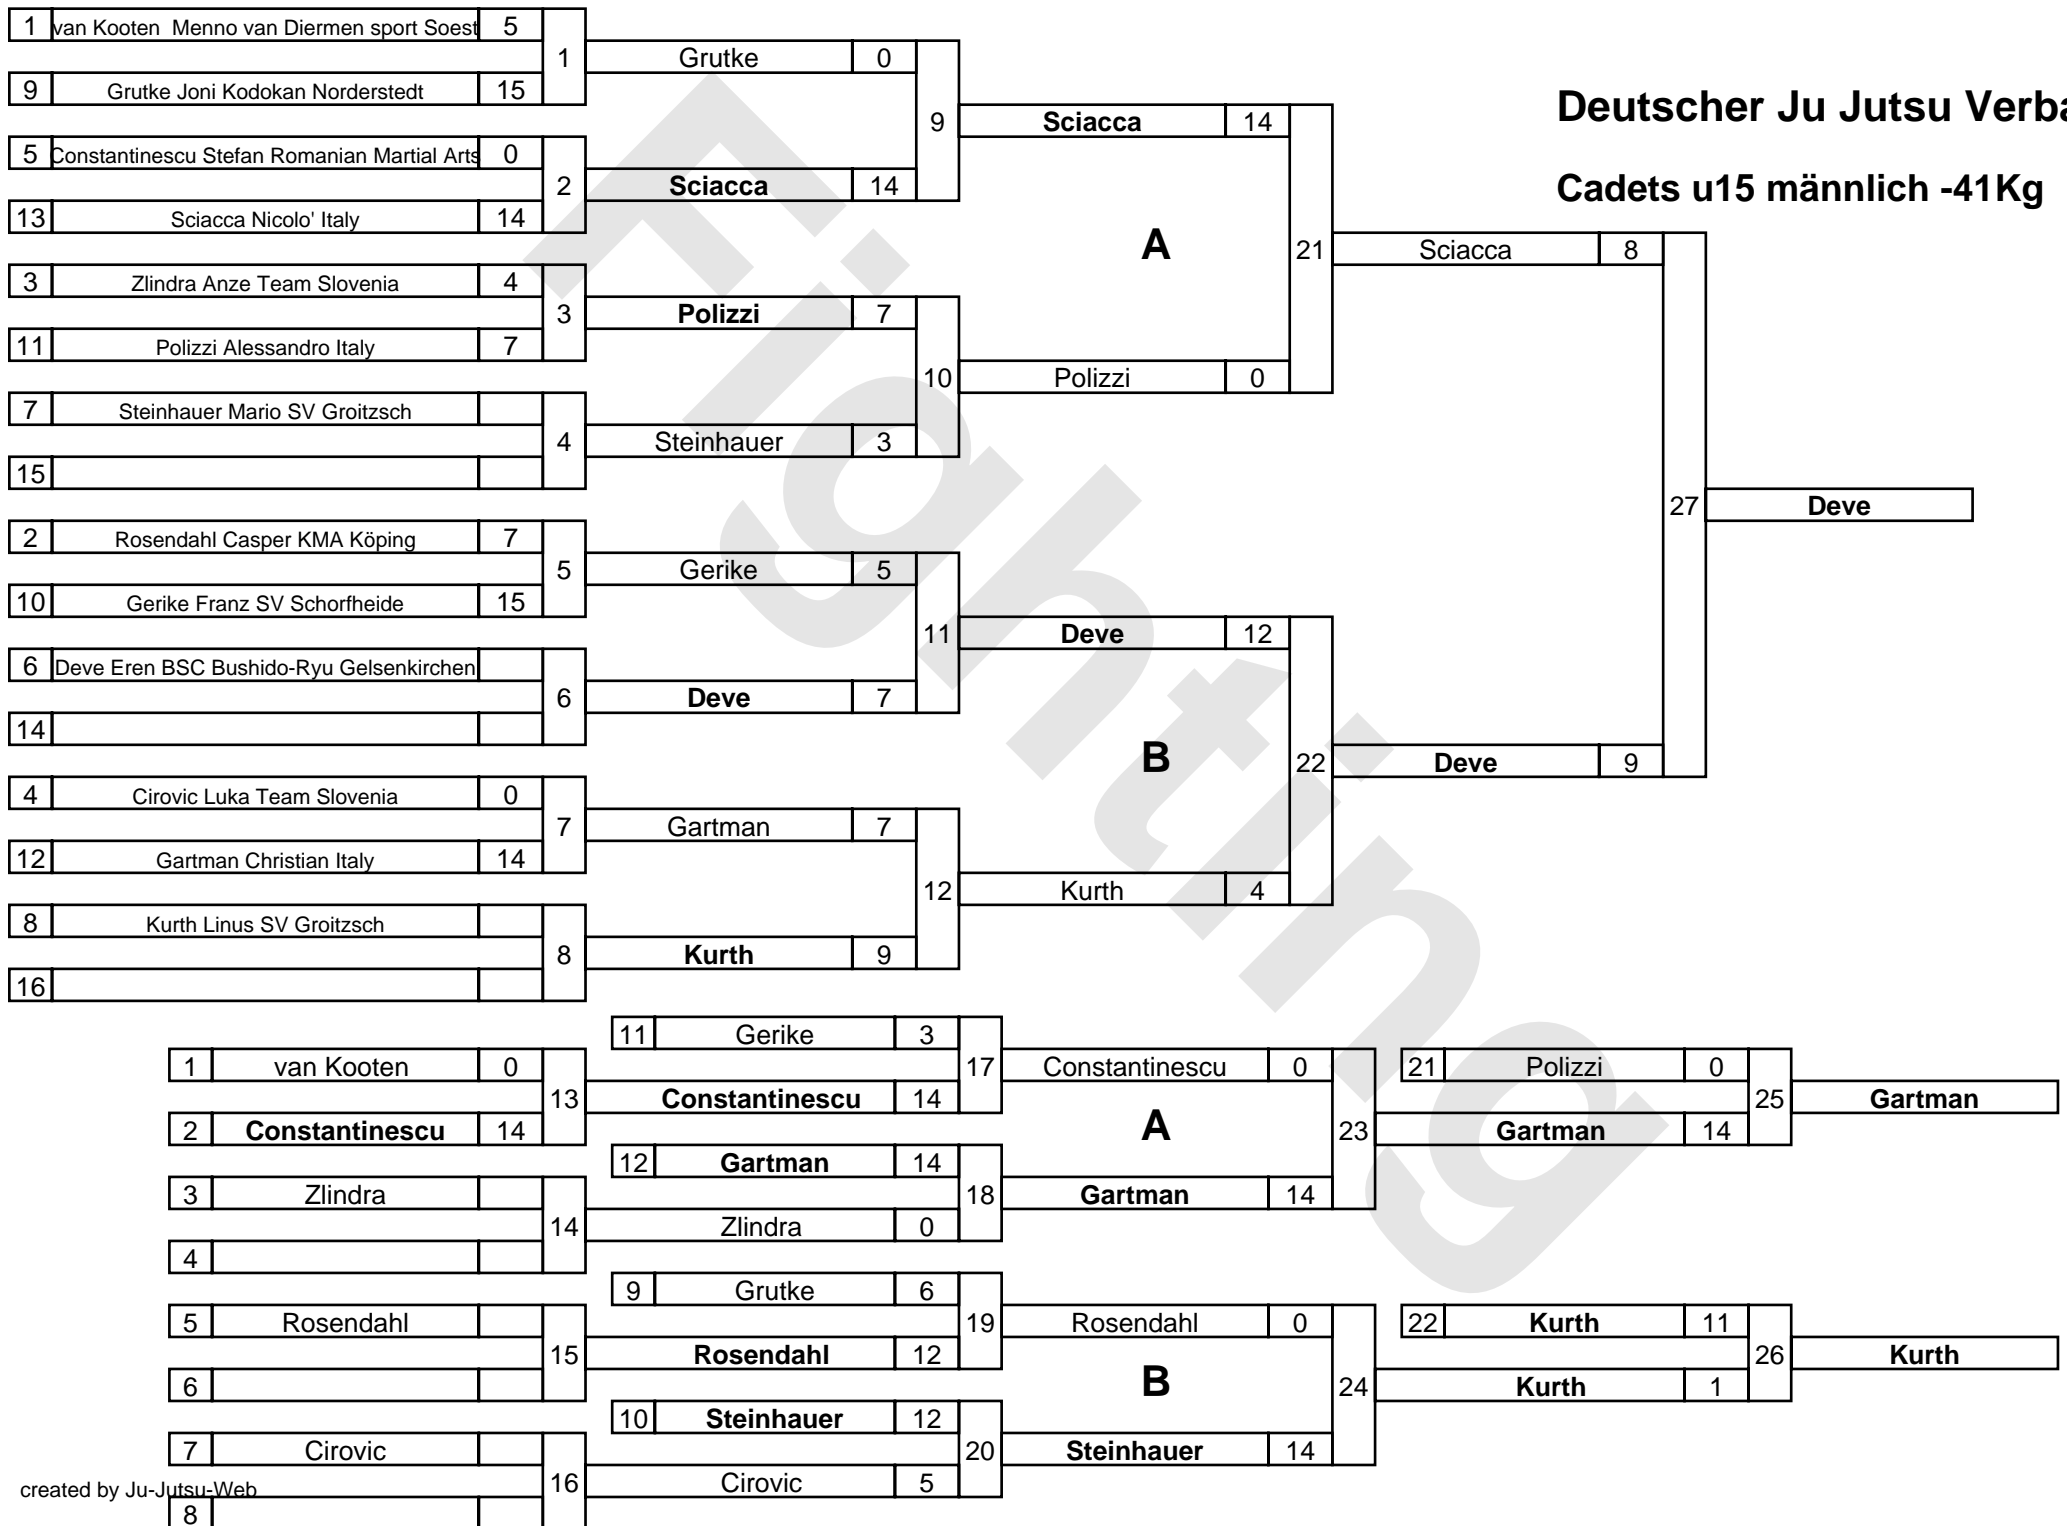 Deutscher Ju Jutsu Verba
Cadets u15 männlich -41Kg
Fighting
1 van Kooten  Menno van Diermen sport Soest 5
1
9 Grutke Joni Kodokan Norderstedt 15
5 Constantinescu Stefan Romanian Martial Arts 0
2
13 Sciacca Nicolo' Italy 14
3 Zlindra Anze Team Slovenia 4
3
11 Polizzi Alessandro Italy 7
7 Steinhauer Mario SV Groitzsch
4
15
2 Rosendahl Casper KMA Köping 7
5
10 Gerike Franz SV Schorfheide 15
6 Deve Eren BSC Bushido-Ryu Gelsenkirchen
6
14
4 Cirovic Luka Team Slovenia 0
7
12 Gartman Christian Italy 14
8 Kurth Linus SV Groitzsch
8
16
Grutke 0
9
Sciacca 14
Polizzi 7
10
Steinhauer 3
Gerike 5
11
Deve 7
Gartman 7
12
Kurth 9
Sciacca 14
A
21
Polizzi 0
Deve 12
B
22
Kurth 4
Sciacca 8
27
Deve 9
Deve
1 van Kooten 0
13
2 Constantinescu 14
3 Zlindra
14
4
5 Rosendahl
15
6
7 Cirovic
16
8
11 Gerike 3
17
Constantinescu 14
12 Gartman 14
18
Zlindra 0
9 Grutke 6
19
Rosendahl 12
10 Steinhauer 12
20
Cirovic 5
Constantinescu 0
A
23
Gartman 14
Rosendahl 0
B
24
Steinhauer 14
21 Polizzi 0
25
Gartman 14
Gartman
22 Kurth 11
26
Kurth 1
Kurth
created by Ju-Jutsu-Web